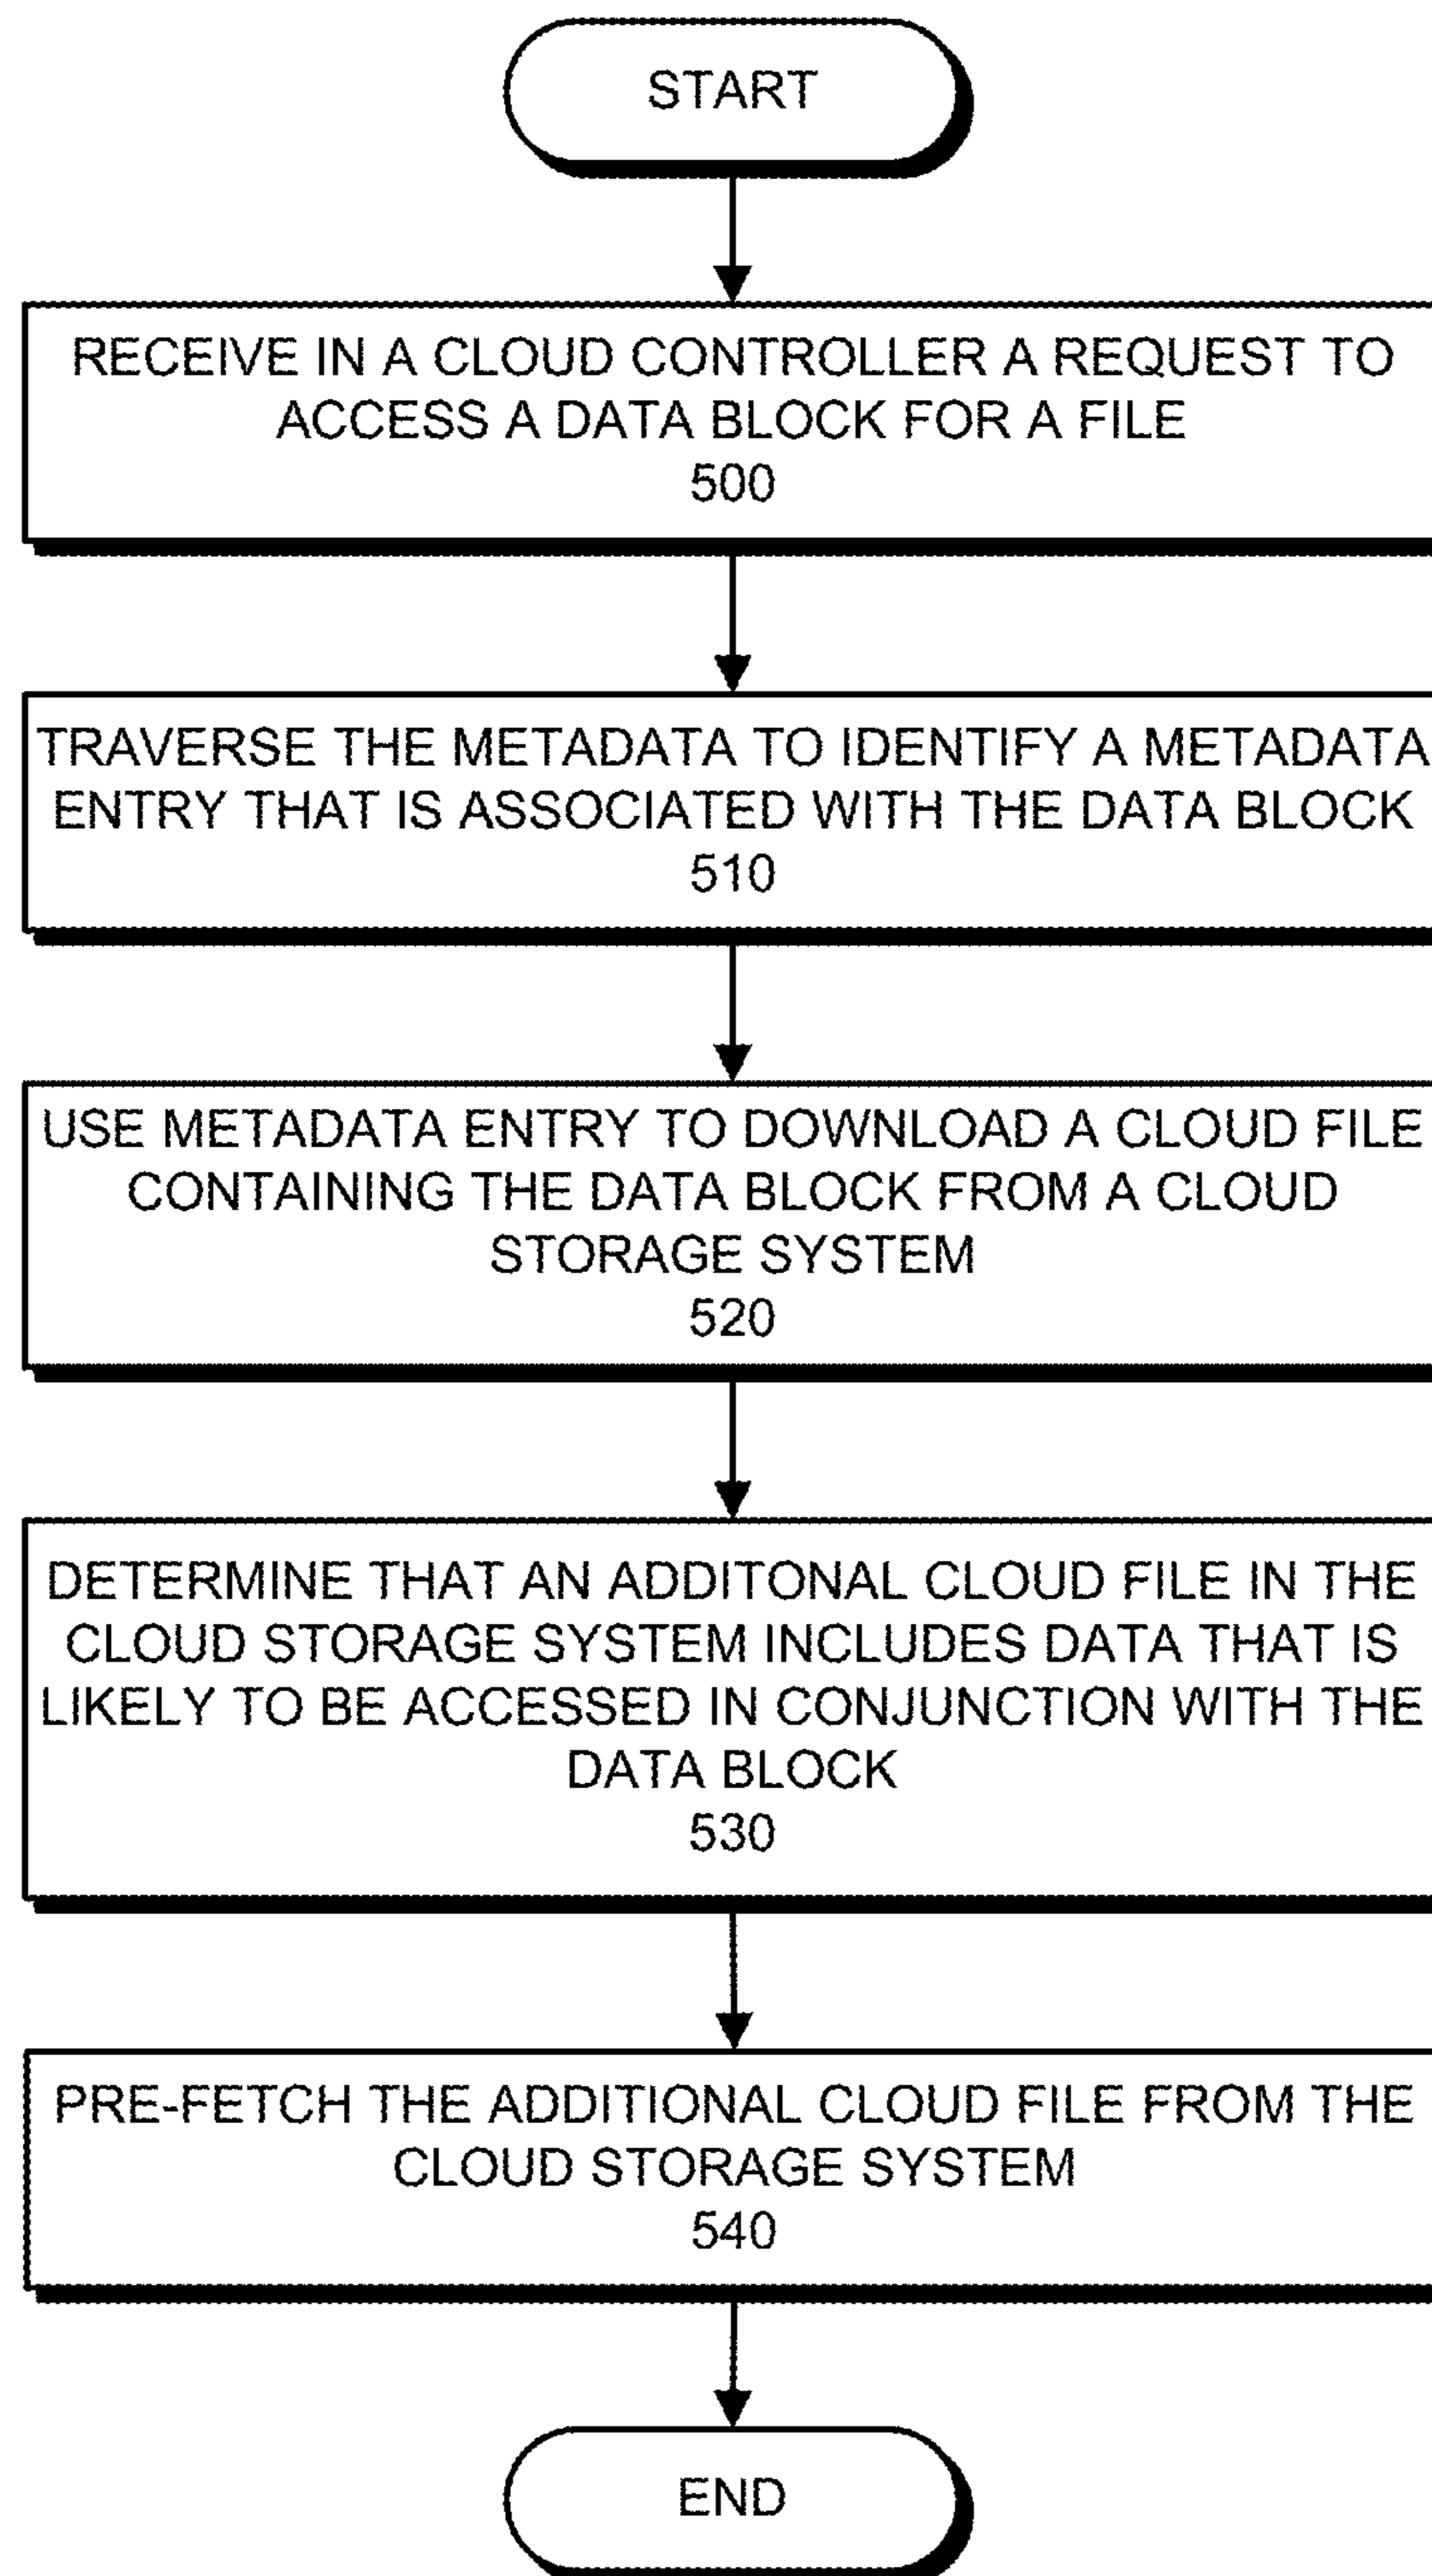 START
RECEIVE IN A CLOUD CONTROLLER A REQUEST TO
ACCESS A DATA BLOCK FOR A FILE
500
TRAVERSE THE METADATA TO IDENTIFY A METADATA
ENTRY THAT IS ASSOCIATED WITH THE DATA BLOCK
510
USE METADATA ENTRY TO DOWNLOAD A CLOUD FILE
CONTAINING THE DATA BLOCK FROM A CLOUD
STORAGE SYSTEM
520
DETERMINE THAT AN ADDITONAL CLOUD FILE IN THE
CLOUD STORAGE SYSTEM INCLUDES DATA THAT IS
LIKELY TO BE ACCESSED IN CONJUNCTION WITH THE
DATA BLOCK
530
PRE-FETCH THE ADDITIONAL CLOUD FILE FROM THE
CLOUD STORAGE SYSTEM
540
END